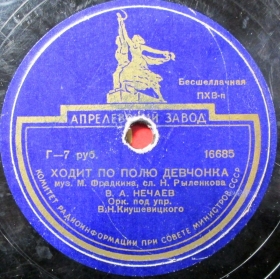 Бесшеллачная
ПХВ-п
АПРЕЛЕВСКИЙ ЗАВОД
Г—7 руб. 16685
ХОДИТ ПО ПОЛЮ ДЕВЧОНКА
муз. М. Фрадкина, сл. Н. Рыленкова
В. А. НЕЧАЕВ
Орк. под упр.
В.Н.Кнушевицкого
КОМИТЕТ РАДИОИНФОРМАЦИИ ПРИ СОВЕТЕ МИНИСТРОВ СССР